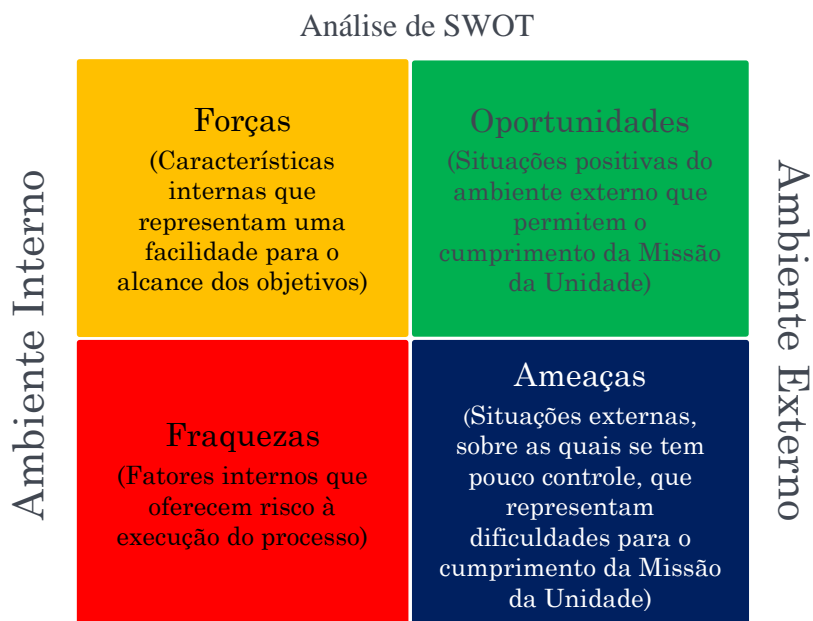 Análise de SWOT
Ambiente Interno
Forças
(Características
internas que
representam uma
facilidade para o
alcance dos objetivos)
Oportunidades
(Situações positivas do
ambiente externo que
permitem o
cumprimento da Missão
da Unidade)
Fraquezas
(Fatores internos que
oferecem risco à
execução do processo)
Ameaças
(Situações externas,
sobre as quais se tem
pouco controle, que
representam
dificuldades para o
cumprimento da Missão
da Unidade)
Ambiente Externo